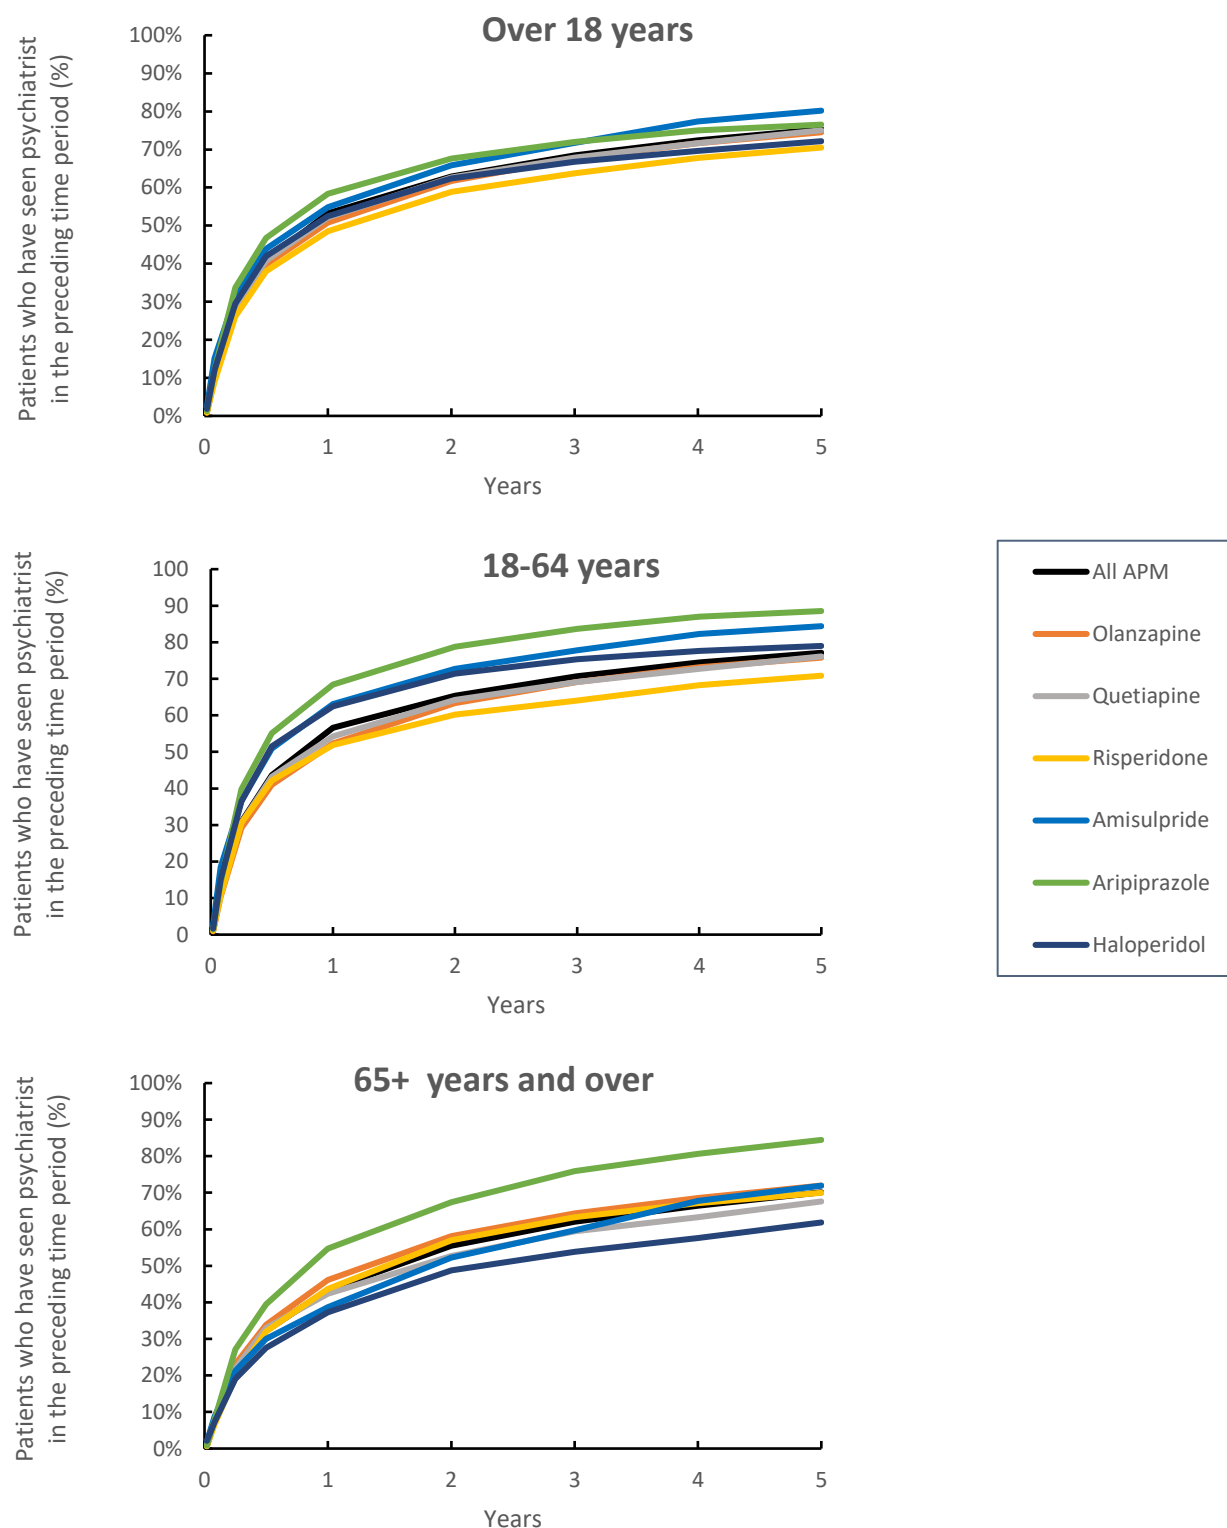 Over 18 years
Patients who have seen psychiatrist
in the preceding time period (%)
100%
90%
80%
70%
60%
50%
40%
30%
20%
10%
0%
0 1 2 3 4 5
Years
18-64 years
Patients who have seen psychiatrist
in the preceding time period (%)
100
90
80
70
60
50
40
30
20
10
0
0 1 2 3 4 5
Years
All APM
Olanzapine
Quetiapine
Risperidone
Amisulpride
Aripiprazole
Haloperidol
65+ years and over
Patients who have seen psychiatrist
in the preceding time period (%)
100%
90%
80%
70%
60%
50%
40%
30%
20%
10%
0%
0 1 2 3 4 5
Years